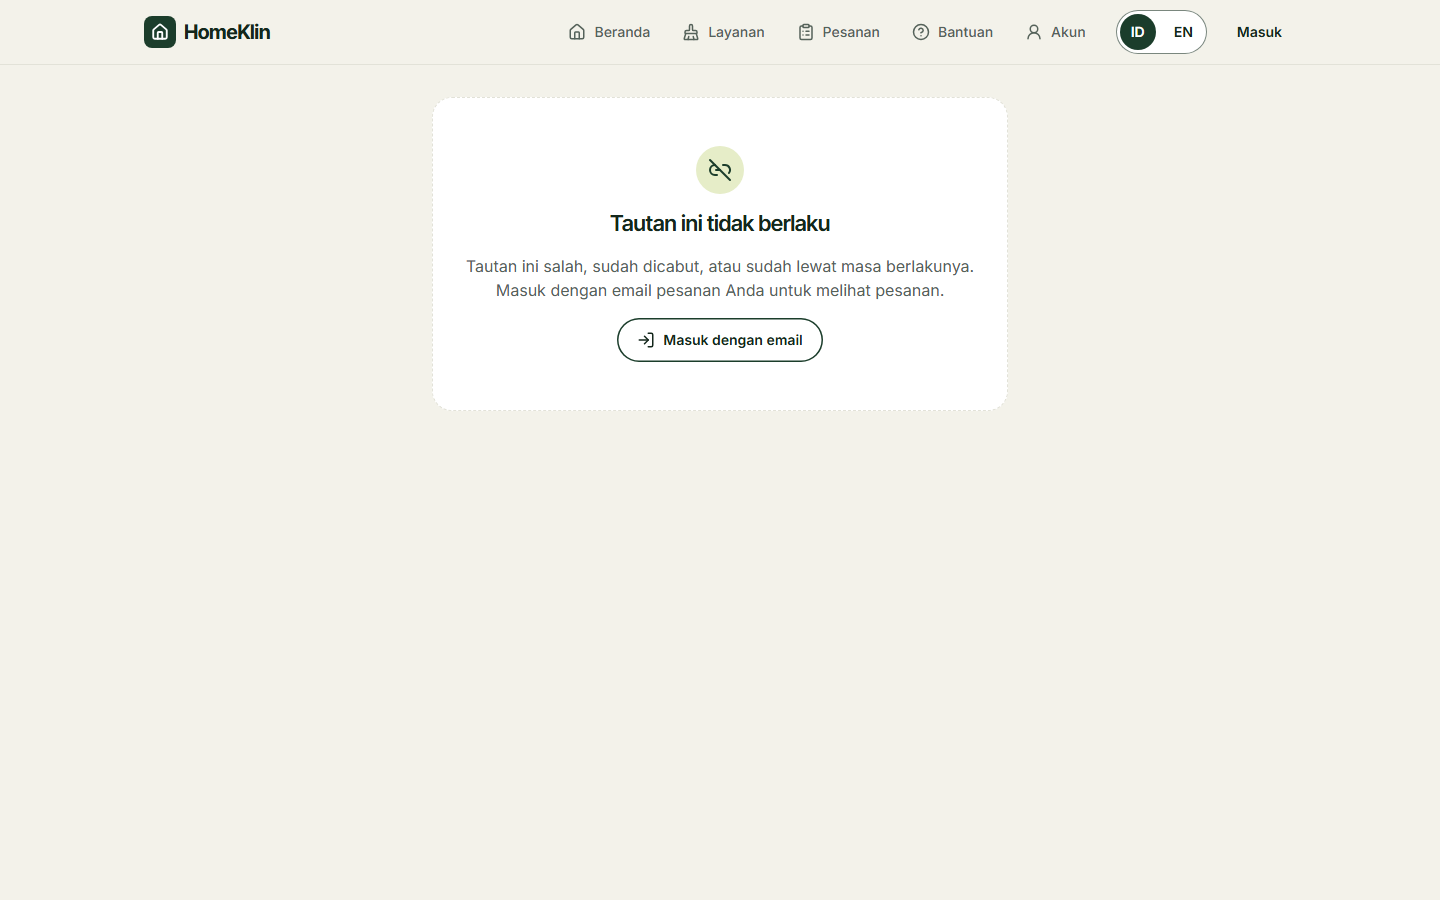 HomeKlin
Beranda
Layanan
Pesanan
Bantuan
Akun
ID
EN
Masuk
Tautan ini tidak berlaku
Tautan ini salah, sudah dicabut, atau sudah lewat masa berlakunya.
Masuk dengan email pesanan Anda untuk melihat pesanan.
Masuk dengan email